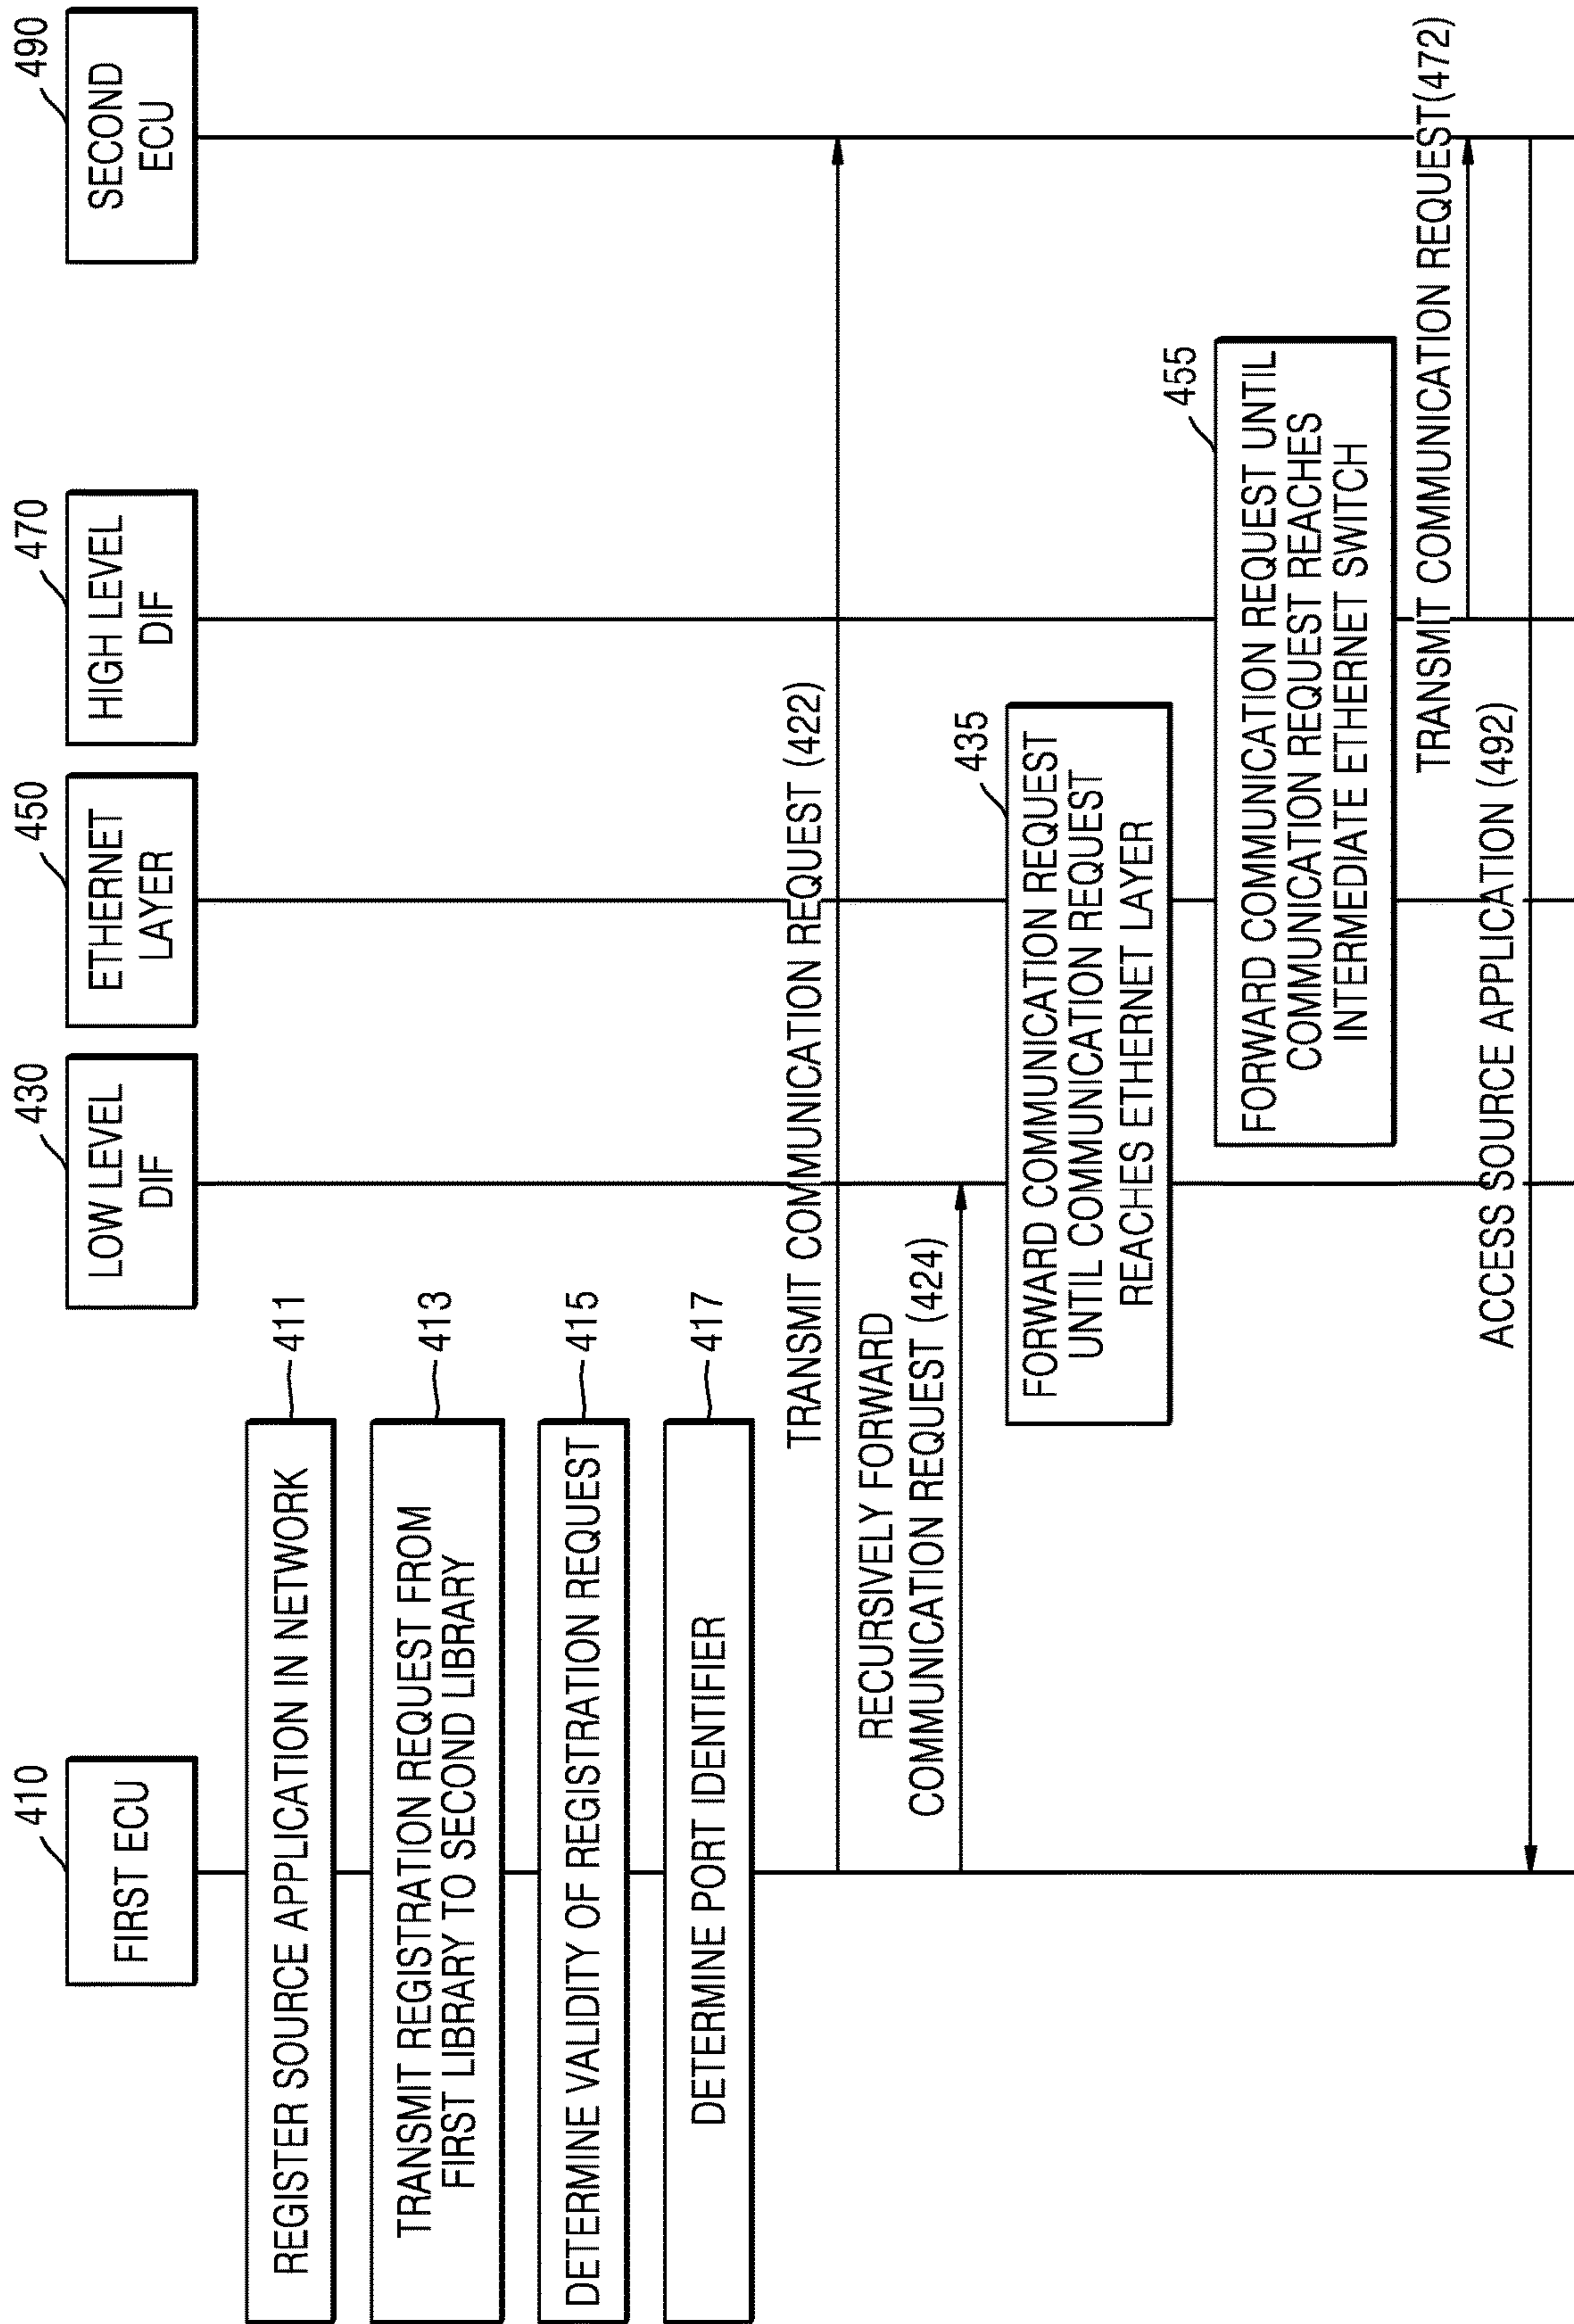 410
FIRST ECU
430
LOW LEVEL
DIF
450
ETHERNET
LAYER
470
HIGH LEVEL
DIF
490
SECOND
ECU
REGISTER SOURCE APPLICATION IN NETWORK
411
TRANSMIT REGISTRATION REQUEST FROM
FIRST LIBRARY TO SECOND LIBRARY
413
DETERMINE VALIDITY OF REGISTRATION REQUEST
415
DETERMINE PORT IDENTIFIER
417
TRANSMIT COMMUNICATION REQUEST (422)
RECURSIVELY FORWARD
COMMUNICATION REQUEST (424)
435
FORWARD COMMUNICATION REQUEST
UNTIL COMMUNICATION REQUEST
REACHES ETHERNET LAYER
455
FORWARD COMMUNICATION REQUEST UNTIL
COMMUNICATION REQUEST REACHES
INTERMEDIATE ETHERNET SWITCH
TRANSMIT COMMUNICATION REQUEST(472)
ACCESS SOURCE APPLICATION (492)